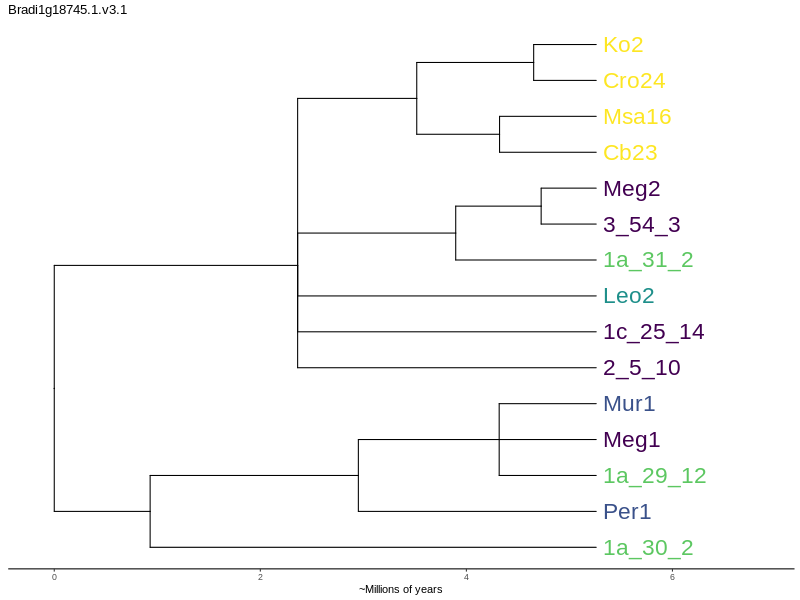 Bradi1g18745.1.v3.1
Ko2
Cro24
Msa16
Cb23
Meg2
3_54_3
1a_31_2
Leo2
1c_25_14
2_5_10
Mur1
Meg1
1a_29_12
Per1
1a_30_2
0 2 4 6
~Millions of years